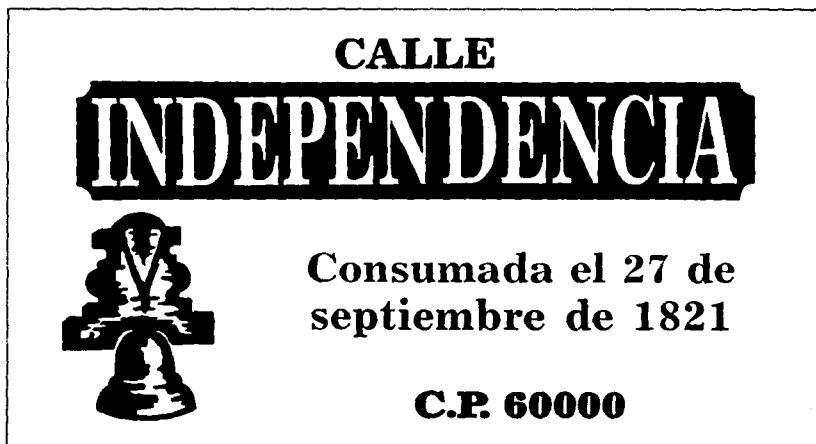 CALLE
INDEPENDENCIA
Consumada el 27 de
septiembre de 1821
C.P. 60000